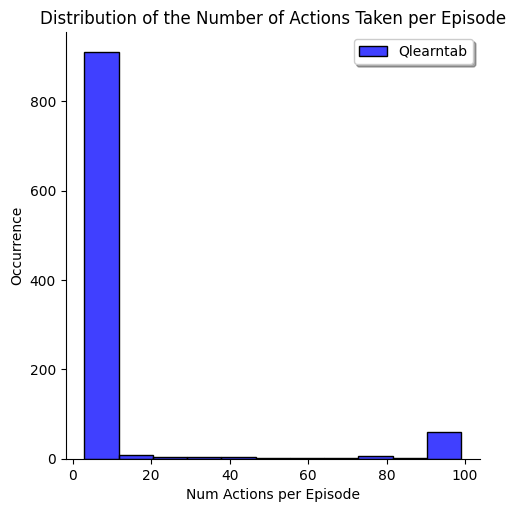 Distribution of the Number of Actions Taken per Episode
Qlearntab
800
600
400
200
0
Occurrence
0 20 40 60 80 100
Num Actions per Episode